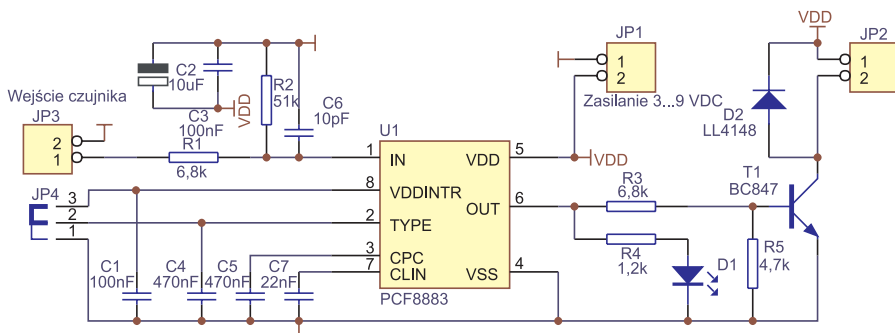 JP1
JP2
VDD
C2
10uF
R2
51k
1
2
1
2
C6
10pF
Wejście czujnika
JP3
VDD
C3
100nF
Zasilanie 3...9 VDC
D2
LL4148
2
1
R1
6,8k
U1
1
IN
VDD
5
VDD
8
VDDINTR
R3
6,8k
T1
BC847
JP4
3
2
1
2
TYPE
OUT
6
3
CPC
7
CLIN
VSS
4
R4
1,2k
D1
R5
4,7k
C1
100nF
C4
470nF
C5
470nF
C7
22nF
PCF8883